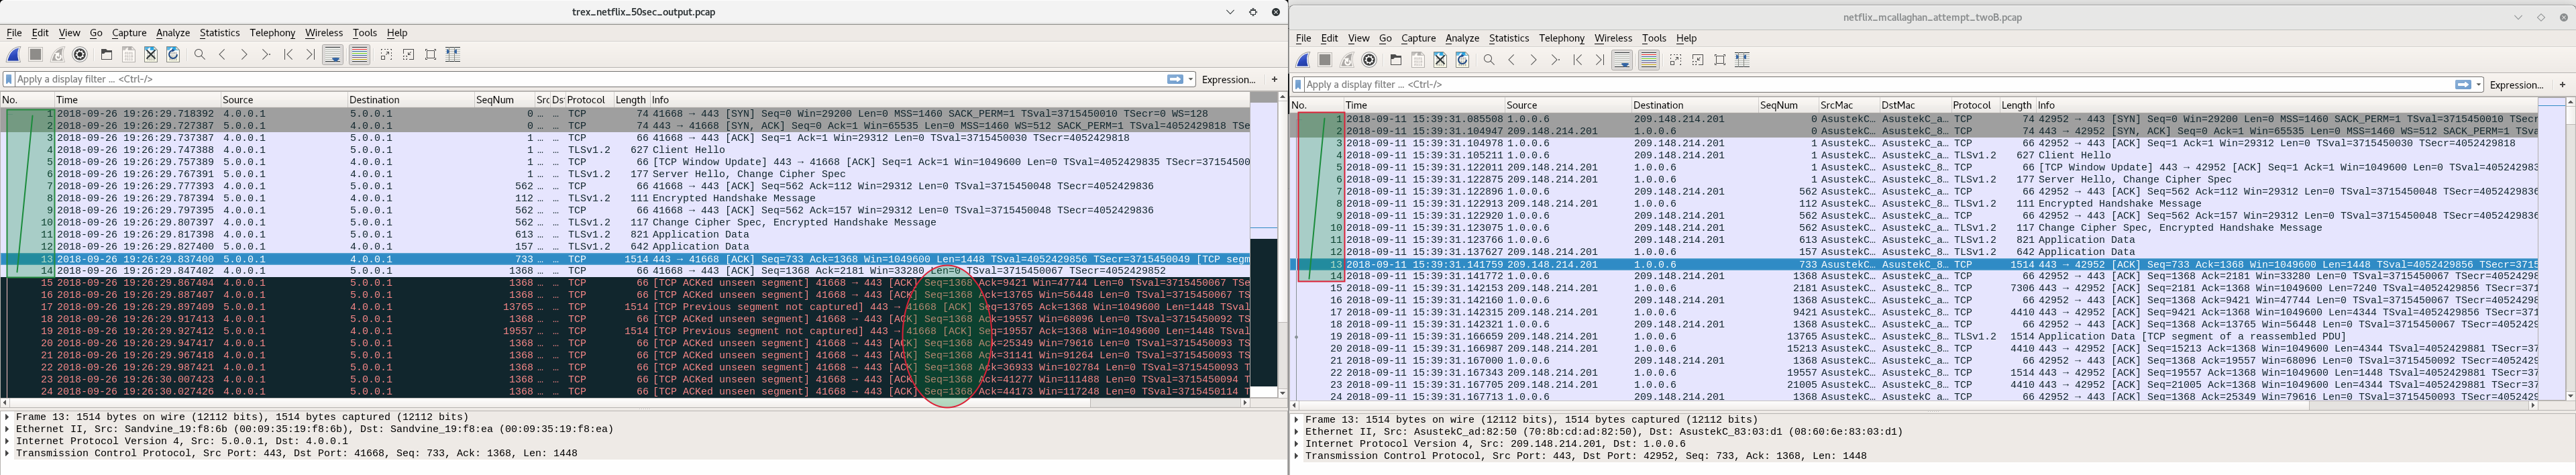 trex_netflix_50sec_output.pcap
File Edit View Go Capture Analyze Statistics Telephony Wireless Tools Help
Apply a display filter ... <Ctrl-/>
Expression... +
No. Time Source Destination SeqNum Src Ds Protocol Length Info
1 2018-09-26 19:26:29.718392 4.0.0.1 5.0.0.1 0 … … TCP 74 41668 → 443 [SYN] Seq=0 Win=29200 Len=0 MSS=1460 SACK_PERM=1 TSval=3715450010 TSecr=0 WS=128
2 2018-09-26 19:26:29.727387 5.0.0.1 4.0.0.1 0 … … TCP 74 443 → 41668 [SYN, ACK] Seq=0 Ack=1 Win=65535 Len=0 MSS=1460 WS=512 SACK_PERM=1 TSval=4052429818 TSe
3 2018-09-26 19:26:29.737387 4.0.0.1 5.0.0.1 1 … … TCP 66 41668 → 443 [ACK] Seq=1 Ack=1 Win=29312 Len=0 TSval=3715450030 TSecr=4052429818
4 2018-09-26 19:26:29.747388 4.0.0.1 5.0.0.1 1 … … TLSv1.2 627 Client Hello
5 2018-09-26 19:26:29.757389 5.0.0.1 4.0.0.1 1 … … TCP 66 [TCP Window Update] 443 → 41668 [ACK] Seq=1 Ack=1 Win=1049600 Len=0 TSval=4052429835 TSecr=37154500
6 2018-09-26 19:26:29.767391 5.0.0.1 4.0.0.1 1 … … TLSv1.2 177 Server Hello, Change Cipher Spec
7 2018-09-26 19:26:29.777393 4.0.0.1 5.0.0.1 562 … … TCP 66 41668 → 443 [ACK] Seq=562 Ack=112 Win=29312 Len=0 TSval=3715450048 TSecr=4052429836
8 2018-09-26 19:26:29.787394 5.0.0.1 4.0.0.1 112 … … TLSv1.2 111 Encrypted Handshake Message
9 2018-09-26 19:26:29.797395 4.0.0.1 5.0.0.1 562 … … TCP 66 41668 → 443 [ACK] Seq=562 Ack=157 Win=29312 Len=0 TSval=3715450048 TSecr=4052429836
10 2018-09-26 19:26:29.807397 4.0.0.1 5.0.0.1 562 … … TLSv1.2 117 Change Cipher Spec, Encrypted Handshake Message
11 2018-09-26 19:26:29.817398 4.0.0.1 5.0.0.1 613 … … TLSv1.2 821 Application Data
12 2018-09-26 19:26:29.827400 5.0.0.1 4.0.0.1 157 … … TLSv1.2 642 Application Data
13 2018-09-26 19:26:29.837400 5.0.0.1 4.0.0.1 733 … … TCP 1514 443 → 41668 [ACK] Seq=733 Ack=1368 Win=1049600 Len=1448 TSval=4052429856 TSecr=3715450049 [TCP segm
14 2018-09-26 19:26:29.847402 4.0.0.1 5.0.0.1 1368 … … TCP 66 41668 → 443 [ACK] Seq=1368 Ack=2181 Win=33280 Len=0 TSval=3715450067 TSecr=4052429852
15 2018-09-26 19:26:29.867404 4.0.0.1 5.0.0.1 1368 … … TCP 66 [TCP ACKed unseen segment] 41668 → 443 [ACK] Seq=1368 Ack=9421 Win=47744 Len=0 TSval=3715450067 TSe
16 2018-09-26 19:26:29.887407 4.0.0.1 5.0.0.1 1368 … … TCP 66 [TCP ACKed unseen segment] 41668 → 443 [ACK] Seq=1368 Ack=13765 Win=56448 Len=0 TSval=3715450067 TS
17 2018-09-26 19:26:29.897409 5.0.0.1 4.0.0.1 13765 … … TCP 1514 [TCP Previous segment not captured] 443 → 41668 [ACK] Seq=13765 Ack=1368 Win=1049600 Len=1448 TSval
18 2018-09-26 19:26:29.917413 4.0.0.1 5.0.0.1 1368 … … TCP 66 [TCP ACKed unseen segment] 41668 → 443 [ACK] Seq=1368 Ack=19557 Win=68096 Len=0 TSval=3715450092 TS
19 2018-09-26 19:26:29.927412 5.0.0.1 4.0.0.1 19557 … … TCP 1514 [TCP Previous segment not captured] 443 → 41668 [ACK] Seq=19557 Ack=1368 Win=1049600 Len=1448 TSval
20 2018-09-26 19:26:29.947417 4.0.0.1 5.0.0.1 1368 … … TCP 66 [TCP ACKed unseen segment] 41668 → 443 [ACK] Seq=1368 Ack=25349 Win=79616 Len=0 TSval=3715450093 TS
21 2018-09-26 19:26:29.967418 4.0.0.1 5.0.0.1 1368 … … TCP 66 [TCP ACKed unseen segment] 41668 → 443 [ACK] Seq=1368 Ack=31141 Win=91264 Len=0 TSval=3715450093 TS
22 2018-09-26 19:26:29.987421 4.0.0.1 5.0.0.1 1368 … … TCP 66 [TCP ACKed unseen segment] 41668 → 443 [ACK] Seq=1368 Ack=36933 Win=102784 Len=0 TSval=3715450093 T
23 2018-09-26 19:26:30.007423 4.0.0.1 5.0.0.1 1368 … … TCP 66 [TCP ACKed unseen segment] 41668 → 443 [ACK] Seq=1368 Ack=41277 Win=111488 Len=0 TSval=3715450094 T
24 2018-09-26 19:26:30.027426 4.0.0.1 5.0.0.1 1368 … … TCP 66 [TCP ACKed unseen segment] 41668 → 443 [ACK] Seq=1368 Ack=44173 Win=117248 Len=0 TSval=3715450114 T
Frame 13: 1514 bytes on wire (12112 bits), 1514 bytes captured (12112 bits)
Ethernet II, Src: Sandvine_19:f8:6b (00:09:35:19:f8:6b), Dst: Sandvine_19:f8:ea (00:09:35:19:f8:ea)
Internet Protocol Version 4, Src: 5.0.0.1, Dst: 4.0.0.1
Transmission Control Protocol, Src Port: 443, Dst Port: 41668, Seq: 733, Ack: 1368, Len: 1448
netflix_mcallaghan_attempt_twoB.pcap
File Edit View Go Capture Analyze Statistics Telephony Wireless Tools Help
Apply a display filter ... <Ctrl-/>
Expression... +
No. Time Source Destination SeqNum SrcMac DstMac Protocol Length Info
1 2018-09-11 15:39:31.085508 1.0.0.6 209.148.214.201 0 AsustekC… AsustekC_a… TCP 74 42952 → 443 [SYN] Seq=0 Win=29200 Len=0 MSS=1460 SACK_PERM=1 TSval=3715450010 TSecr
2 2018-09-11 15:39:31.104947 209.148.214.201 1.0.0.6 0 AsustekC… AsustekC_8… TCP 74 443 → 42952 [SYN, ACK] Seq=0 Ack=1 Win=65535 Len=0 MSS=1460 WS=512 SACK_PERM=1 TSva
3 2018-09-11 15:39:31.104978 1.0.0.6 209.148.214.201 1 AsustekC… AsustekC_a… TCP 66 42952 → 443 [ACK] Seq=1 Ack=1 Win=29312 Len=0 TSval=3715450030 TSecr=4052429818
4 2018-09-11 15:39:31.105211 1.0.0.6 209.148.214.201 1 AsustekC… AsustekC_a… TLSv1.2 627 Client Hello
5 2018-09-11 15:39:31.122011 209.148.214.201 1.0.0.6 1 AsustekC… AsustekC_8… TCP 66 [TCP Window Update] 443 → 42952 [ACK] Seq=1 Ack=1 Win=1049600 Len=0 TSval=405242983
6 2018-09-11 15:39:31.122875 209.148.214.201 1.0.0.6 1 AsustekC… AsustekC_8… TLSv1.2 177 Server Hello, Change Cipher Spec
7 2018-09-11 15:39:31.122896 1.0.0.6 209.148.214.201 562 AsustekC… AsustekC_a… TCP 66 42952 → 443 [ACK] Seq=562 Ack=112 Win=29312 Len=0 TSval=3715450048 TSecr=4052429836
8 2018-09-11 15:39:31.122913 209.148.214.201 1.0.0.6 112 AsustekC… AsustekC_8… TLSv1.2 111 Encrypted Handshake Message
9 2018-09-11 15:39:31.122920 1.0.0.6 209.148.214.201 562 AsustekC… AsustekC_a… TCP 66 42952 → 443 [ACK] Seq=562 Ack=157 Win=29312 Len=0 TSval=3715450048 TSecr=4052429836
10 2018-09-11 15:39:31.123075 1.0.0.6 209.148.214.201 562 AsustekC… AsustekC_a… TLSv1.2 117 Change Cipher Spec, Encrypted Handshake Message
11 2018-09-11 15:39:31.123766 1.0.0.6 209.148.214.201 613 AsustekC… AsustekC_a… TLSv1.2 821 Application Data
12 2018-09-11 15:39:31.137627 209.148.214.201 1.0.0.6 157 AsustekC… AsustekC_8… TLSv1.2 642 Application Data
13 2018-09-11 15:39:31.141759 209.148.214.201 1.0.0.6 733 AsustekC… AsustekC_8… TCP 1514 443 → 42952 [ACK] Seq=733 Ack=1368 Win=1049600 Len=1448 TSval=4052429856 TSecr=3715
14 2018-09-11 15:39:31.141772 1.0.0.6 209.148.214.201 1368 AsustekC… AsustekC_a… TCP 66 42952 → 443 [ACK] Seq=1368 Ack=2181 Win=33280 Len=0 TSval=3715450067 TSecr=40524298
15 2018-09-11 15:39:31.142153 209.148.214.201 1.0.0.6 2181 AsustekC… AsustekC_8… TCP 7306 443 → 42952 [ACK] Seq=2181 Ack=1368 Win=1049600 Len=7240 TSval=4052429856 TSecr=371
16 2018-09-11 15:39:31.142160 1.0.0.6 209.148.214.201 1368 AsustekC… AsustekC_a… TCP 66 42952 → 443 [ACK] Seq=1368 Ack=9421 Win=47744 Len=0 TSval=3715450067 TSecr=40524298
17 2018-09-11 15:39:31.142315 209.148.214.201 1.0.0.6 9421 AsustekC… AsustekC_8… TCP 4410 443 → 42952 [ACK] Seq=9421 Ack=1368 Win=1049600 Len=4344 TSval=4052429856 TSecr=371
18 2018-09-11 15:39:31.142321 1.0.0.6 209.148.214.201 1368 AsustekC… AsustekC_a… TCP 66 42952 → 443 [ACK] Seq=1368 Ack=13765 Win=56448 Len=0 TSval=3715450067 TSecr=4052429
19 2018-09-11 15:39:31.166659 209.148.214.201 1.0.0.6 13765 AsustekC… AsustekC_8… TLSv1.2 1514 Application Data [TCP segment of a reassembled PDU]
20 2018-09-11 15:39:31.166987 209.148.214.201 1.0.0.6 15213 AsustekC… AsustekC_8… TCP 4410 443 → 42952 [ACK] Seq=15213 Ack=1368 Win=1049600 Len=4344 TSval=4052429881 TSecr=37
21 2018-09-11 15:39:31.167000 1.0.0.6 209.148.214.201 1368 AsustekC… AsustekC_a… TCP 66 42952 → 443 [ACK] Seq=1368 Ack=19557 Win=68096 Len=0 TSval=3715450092 TSecr=4052429
22 2018-09-11 15:39:31.167343 209.148.214.201 1.0.0.6 19557 AsustekC… AsustekC_8… TCP 1514 443 → 42952 [ACK] Seq=19557 Ack=1368 Win=1049600 Len=1448 TSval=4052429881 TSecr=37
23 2018-09-11 15:39:31.167705 209.148.214.201 1.0.0.6 21005 AsustekC… AsustekC_8… TCP 4410 443 → 42952 [ACK] Seq=21005 Ack=1368 Win=1049600 Len=4344 TSval=4052429881 TSecr=37
24 2018-09-11 15:39:31.167713 1.0.0.6 209.148.214.201 1368 AsustekC… AsustekC_a… TCP 66 42952 → 443 [ACK] Seq=1368 Ack=25349 Win=79616 Len=0 TSval=3715450093 TSecr=4052429
Frame 13: 1514 bytes on wire (12112 bits), 1514 bytes captured (12112 bits)
Ethernet II, Src: AsustekC_ad:82:50 (70:8b:cd:ad:82:50), Dst: AsustekC_83:03:d1 (08:60:6e:83:03:d1)
Internet Protocol Version 4, Src: 209.148.214.201, Dst: 1.0.0.6
Transmission Control Protocol, Src Port: 443, Dst Port: 42952, Seq: 733, Ack: 1368, Len: 1448